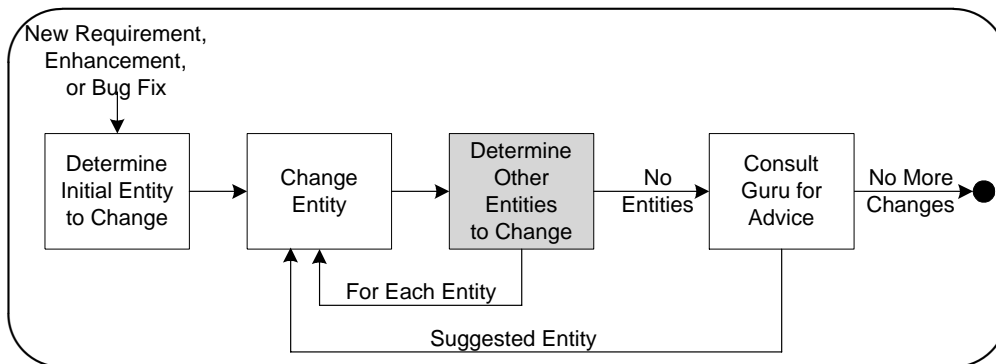 New Requirement,
Enhancement,
or Bug Fix
Determine
Initial Entity
to Change
Change
Entity
Determine
Other
Entities
to Change
No
Entities
Consult
Guru for
Advice
No More
Changes
For Each Entity
Suggested Entity